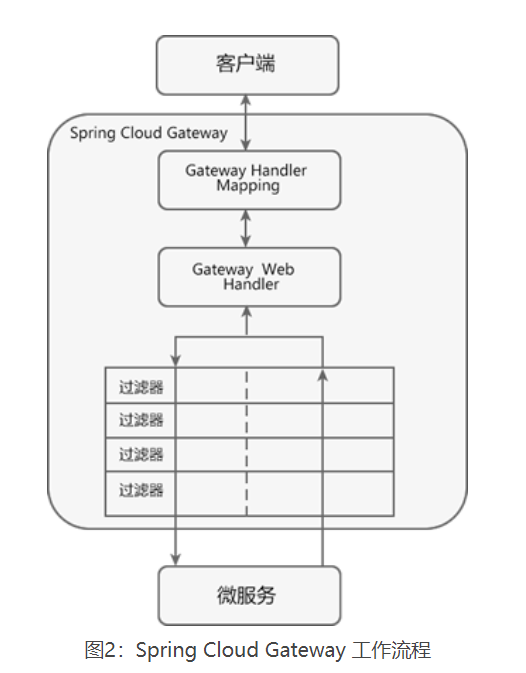 客户端
Spring Cloud Gateway
Gateway Handler
Mapping
Gateway Web
Handler
过滤器
过滤器
过滤器
过滤器
微服务
图2：Spring Cloud Gateway 工作流程